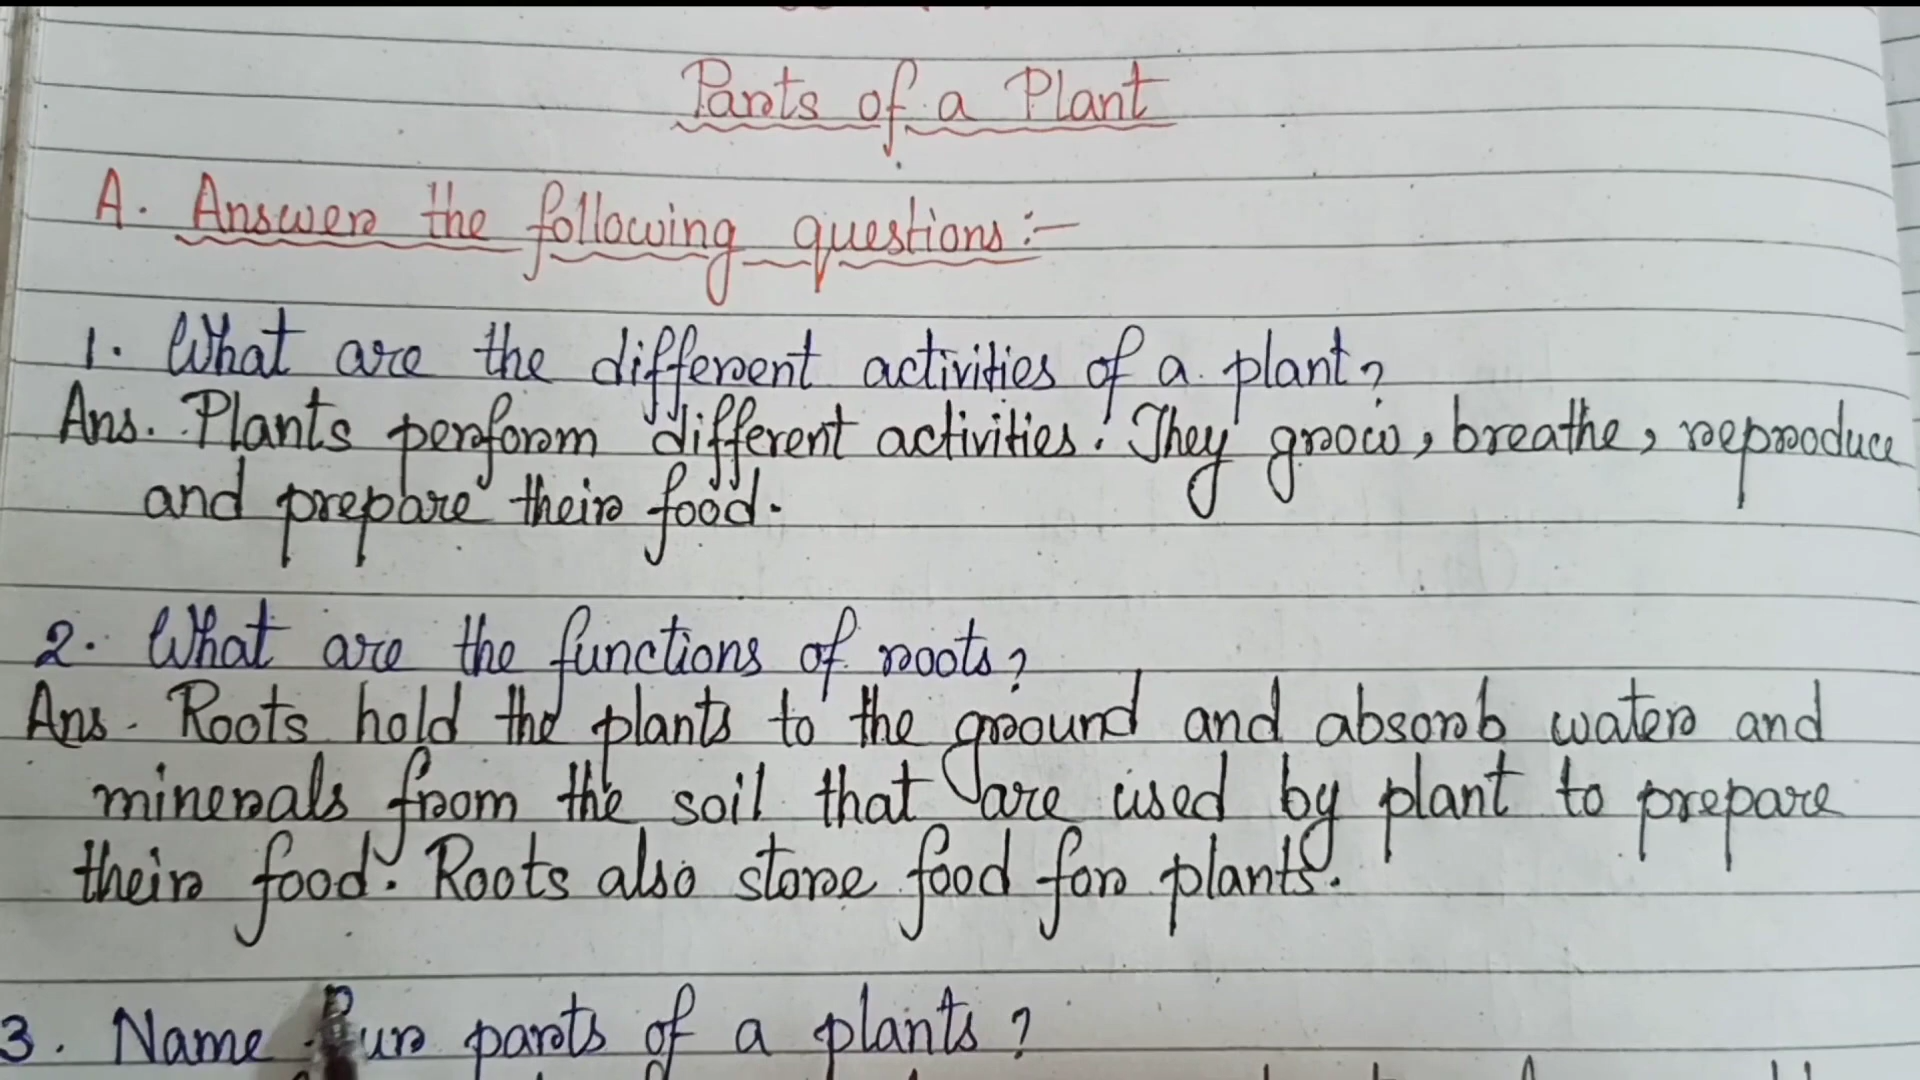 Parts of a Plant
A. Answer the following questions:-
1. What are the different activities of a plant?
Ans. Plants perform different activities. They grow, breathe, reproduce
and prepare their food.
2. What are the functions of roots?
Ans. Roots hold the plants to the ground and absorb water and
minerals from the soil that are used by plant to prepare
their food. Roots also store food for plants.
3. Name parts of a plants?